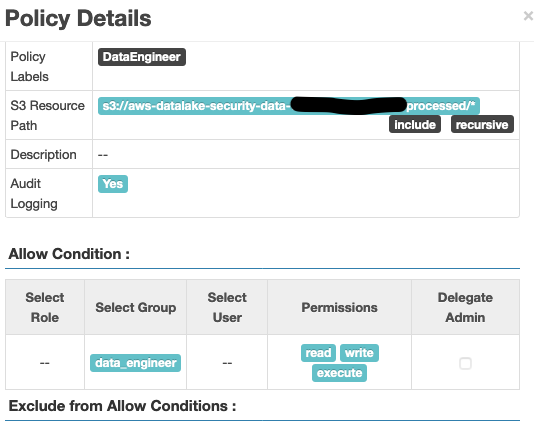 Policy Details
×
Policy
Labels
DataEngineer
S3 Resource
Path
s3://aws-datalake-security-data-
processed/*
include recursive
Description
--
Audit
Logging
Yes
Allow Condition :
Select
Role
Select Group
Select
User
Permissions
Delegate
Admin
--
data_engineer
--
read write
execute
Exclude from Allow Conditions :